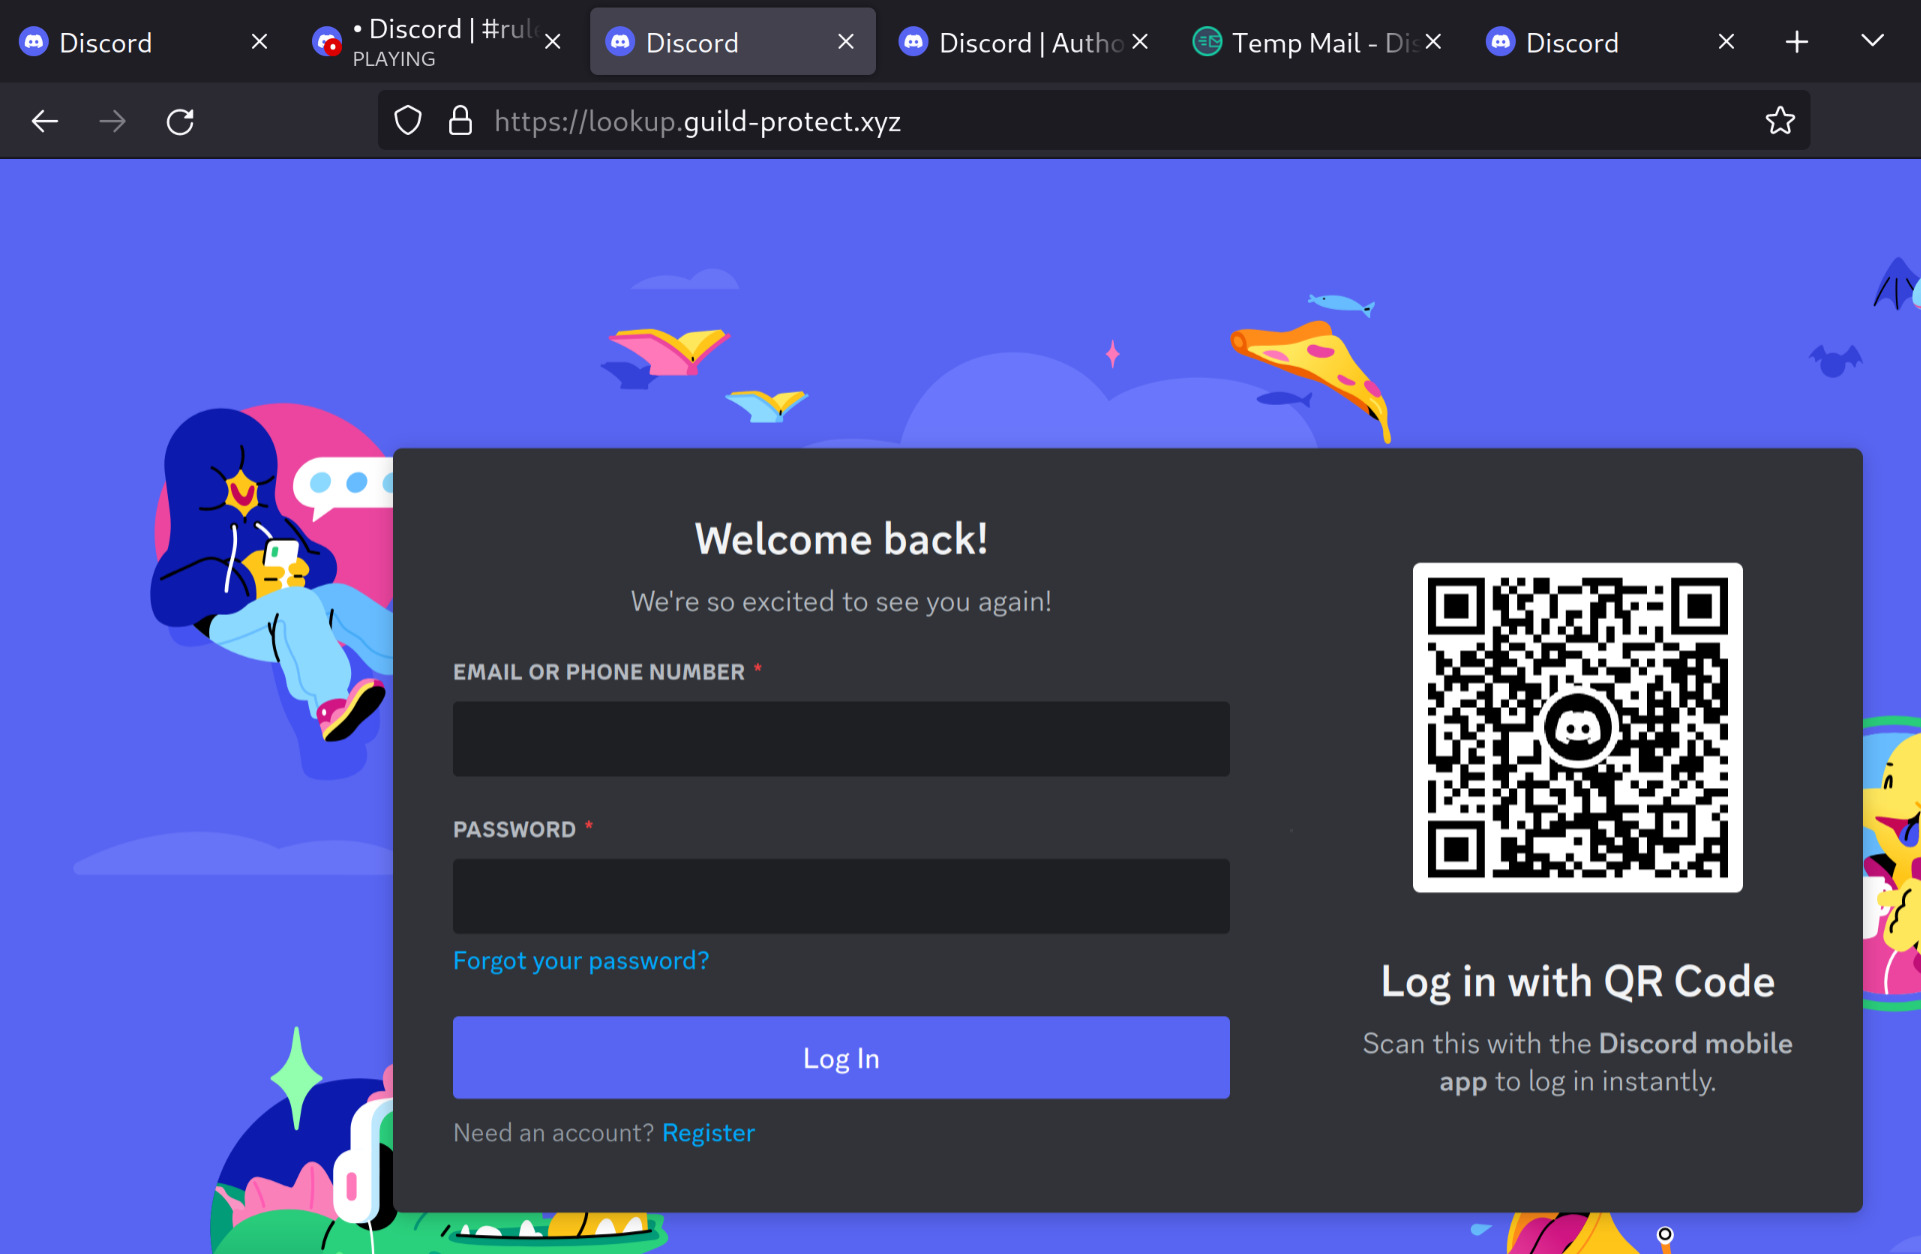 Discord
• Discord | #rule
PLAYING
Discord
Discord | Autho
Temp Mail - Dis
Discord
https://lookup.guild-protect.xyz
Welcome back!
We're so excited to see you again!
EMAIL OR PHONE NUMBER *
PASSWORD *
Forgot your password?
Log In
Need an account? Register
Log in with QR Code
Scan this with the Discord mobile
app to log in instantly.